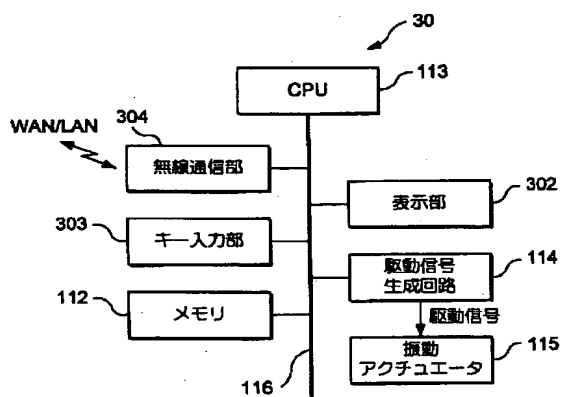 30
CPU
113
WAN/LAN
304
無線通信部
表示部
302
303
キー入力部
駆動信号
生成回路
114
112
メモリ
駆動信号
振動
アクチュエータ
115
116